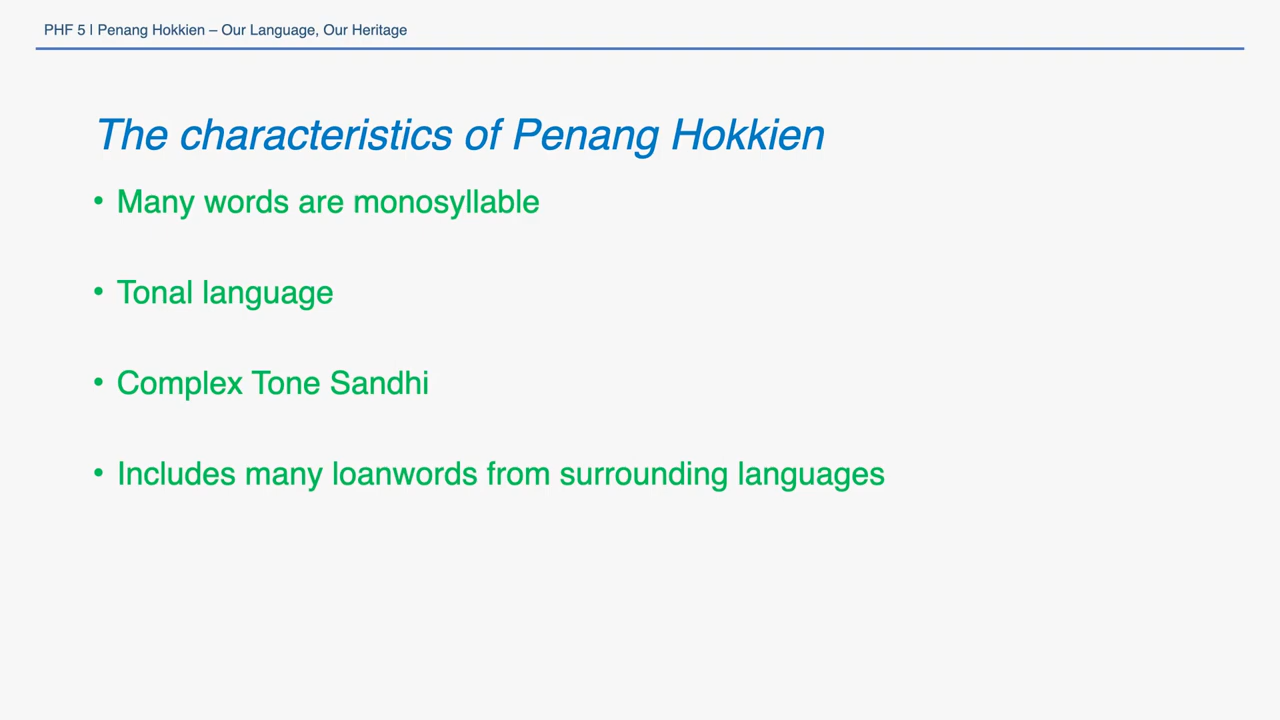 PHF 5 | Penang Hokkien – Our Language, Our Heritage
The characteristics of Penang Hokkien
• Many words are monosyllable
• Tonal language
• Complex Tone Sandhi
• Includes many loanwords from surrounding languages